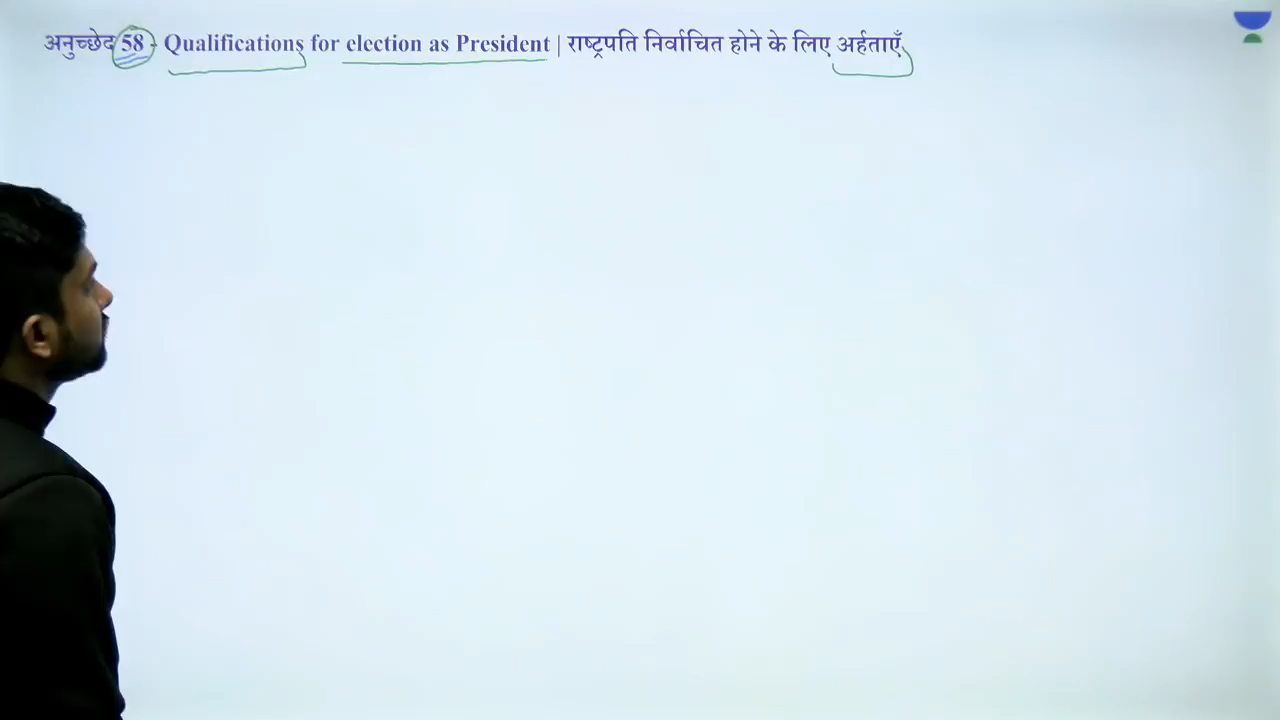 अनुच्छेद 58 - Qualifications for election as President | राष्ट्रपति निर्वाचित होने के लिए अर्हताएँ